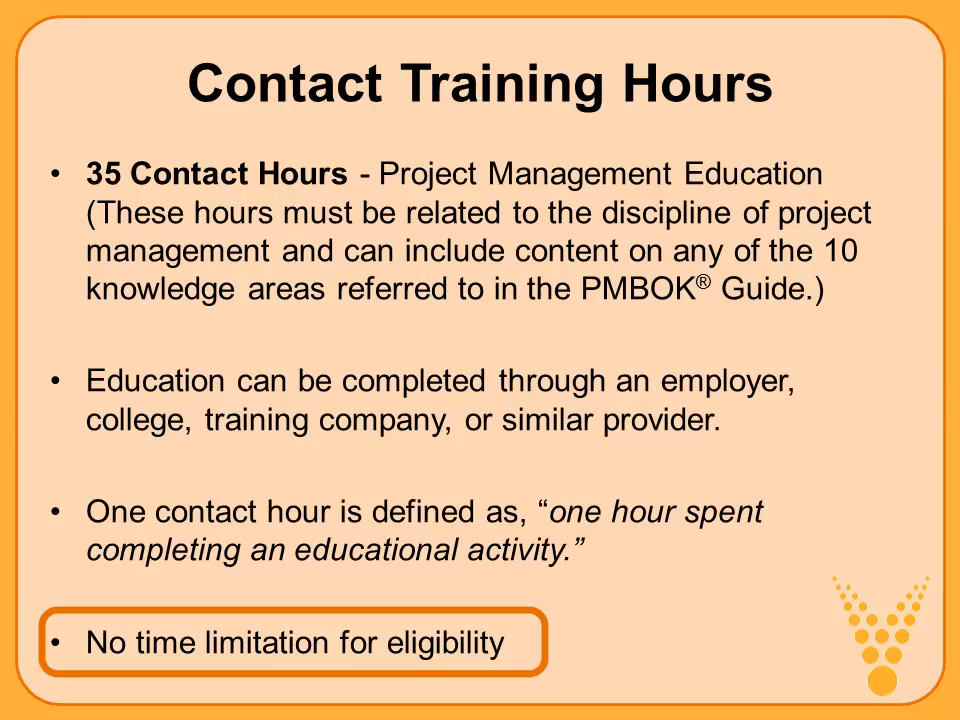 Contact Training Hours
• 35 Contact Hours - Project Management Education
(These hours must be related to the discipline of project
management and can include content on any of the 10
knowledge areas referred to in the PMBOK® Guide.)
• Education can be completed through an employer,
college, training company, or similar provider.
• One contact hour is defined as, “one hour spent
completing an educational activity.”
• No time limitation for eligibility